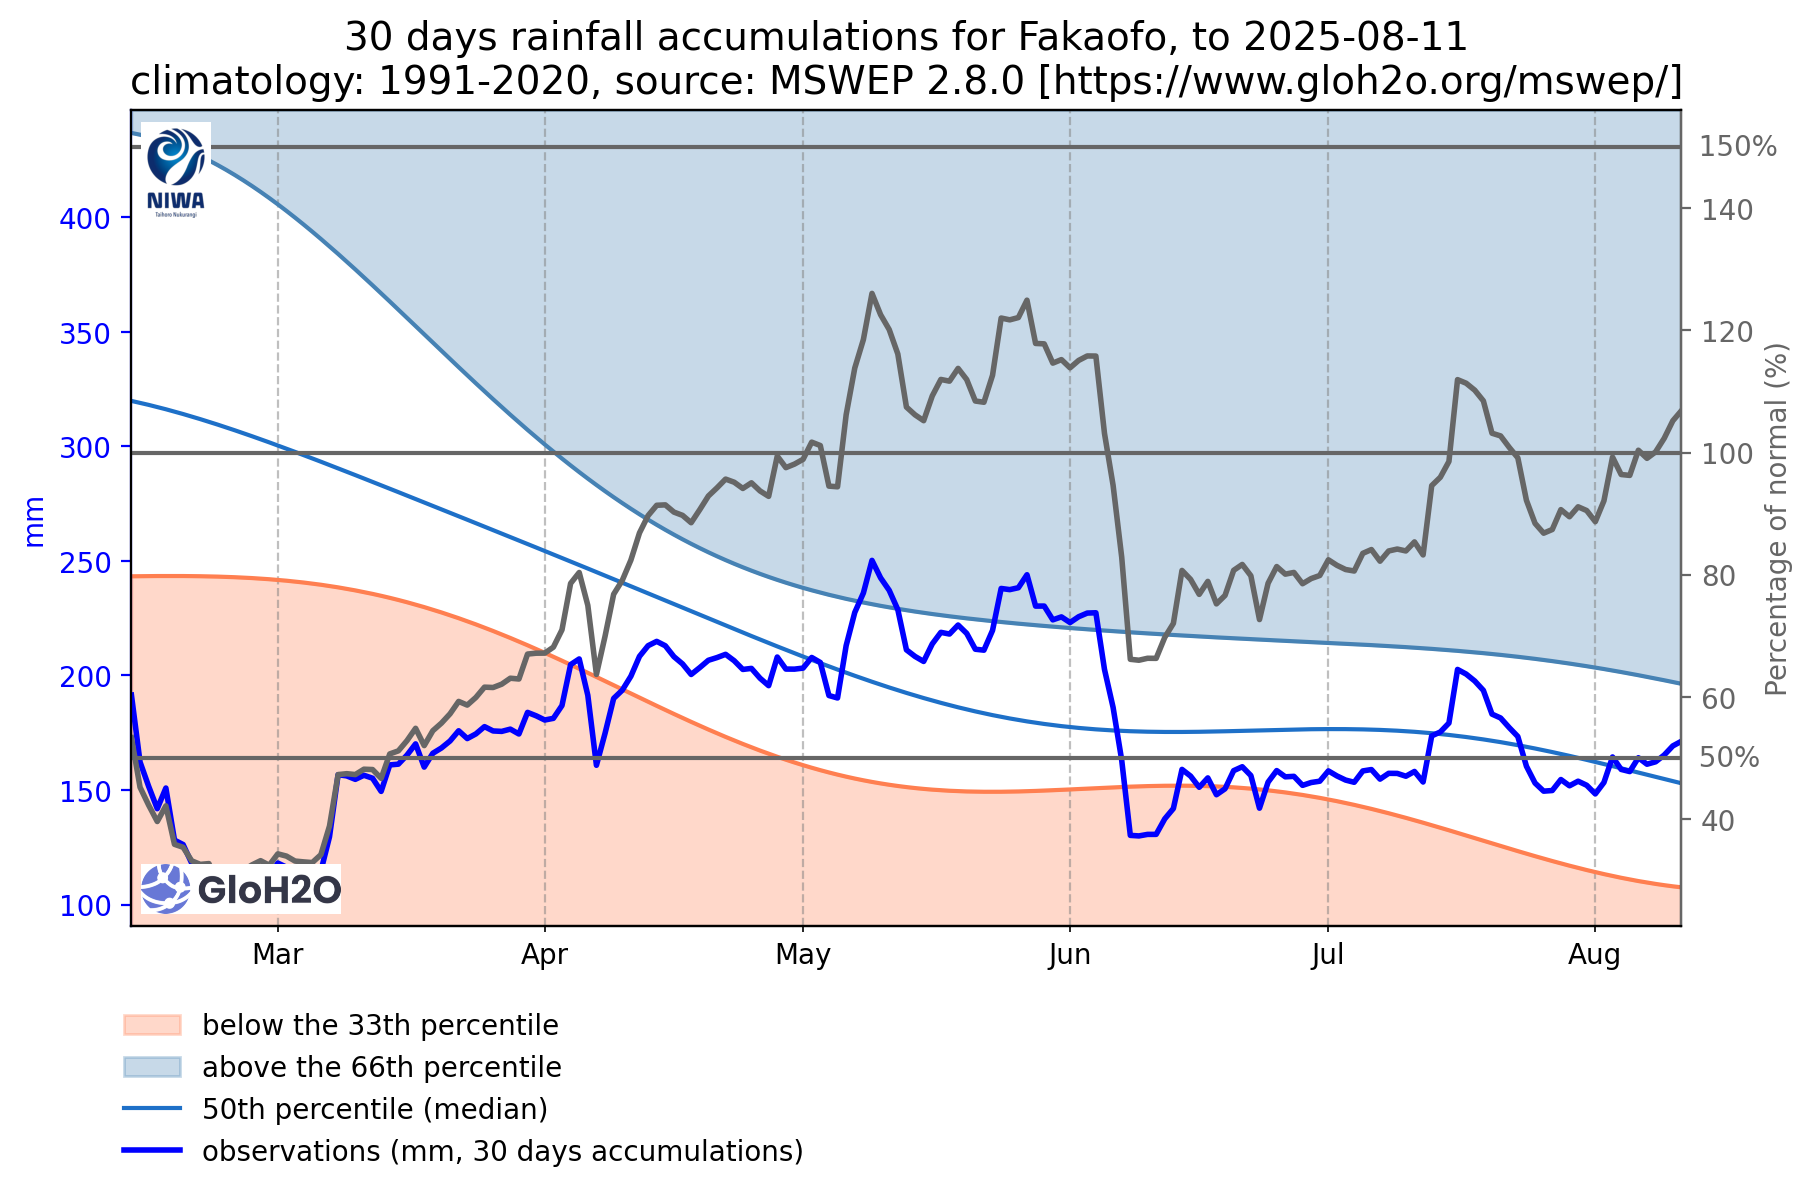 30 days rainfall accumulations for Fakaofo, to 2025-08-11
climatology: 1991-2020, source: MSWEP 2.8.0 [https://www.gloh2o.org/mswep/]
NIWA
Taihoro Nukurangi
400
350
300
250
200
150
100
mm
150%
140
120
100
80
60
50%
40
Percentage of normal (%)
GloH2O
Mar Apr May Jun Jul Aug
below the 33th percentile
above the 66th percentile
50th percentile (median)
observations (mm, 30 days accumulations)